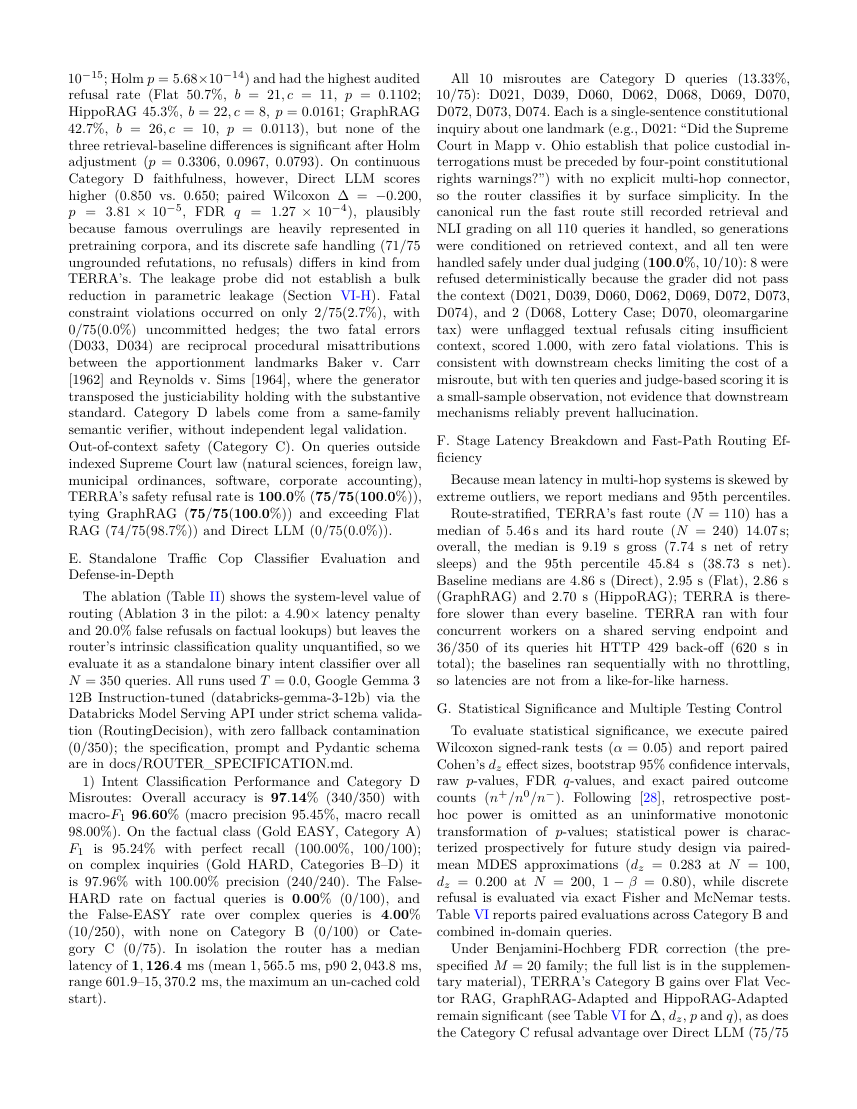 10−15; Holm p = 5.68×10−14) and had the highest audited
refusal rate (Flat 50.7%, b = 21, c = 11, p = 0.1102;
HippoRAG 45.3%, b = 22, c = 8, p = 0.0161; GraphRAG
42.7%, b = 26, c = 10, p = 0.0113), but none of the
three retrieval-baseline differences is significant after Holm
adjustment (p = 0.3306, 0.0967, 0.0793). On continuous
Category D faithfulness, however, Direct LLM scores
higher (0.850 vs. 0.650; paired Wilcoxon Δ = −0.200,
p = 3.81 × 10−5, FDR q = 1.27 × 10−4), plausibly
because famous overrulings are heavily represented in
pretraining corpora, and its discrete safe handling (71/75
ungrounded refutations, no refusals) differs in kind from
TERRA's. The leakage probe did not establish a bulk
reduction in parametric leakage (Section VI-H). Fatal
constraint violations occurred on only 2/75(2.7%), with
0/75(0.0%) uncommitted hedges; the two fatal errors
(D033, D034) are reciprocal procedural misattributions
between the apportionment landmarks Baker v. Carr
[1962] and Reynolds v. Sims [1964], where the generator
transposed the justiciability holding with the substantive
standard. Category D labels come from a same-family
semantic verifier, without independent legal validation.
Out-of-context safety (Category C). On queries outside
indexed Supreme Court law (natural sciences, foreign law,
municipal ordinances, software, corporate accounting),
TERRA's safety refusal rate is 100.0% (75/75(100.0%)),
tying GraphRAG (75/75(100.0%)) and exceeding Flat
RAG (74/75(98.7%)) and Direct LLM (0/75(0.0%)).
E. Standalone Traffic Cop Classifier Evaluation and
Defense-in-Depth
The ablation (Table II) shows the system-level value of
routing (Ablation 3 in the pilot: a 4.90× latency penalty
and 20.0% false refusals on factual lookups) but leaves the
router's intrinsic classification quality unquantified, so we
evaluate it as a standalone binary intent classifier over all
N = 350 queries. All runs used T = 0.0, Google Gemma 3
12B Instruction-tuned (databricks-gemma-3-12b) via the
Databricks Model Serving API under strict schema valida-
tion (RoutingDecision), with zero fallback contamination
(0/350); the specification, prompt and Pydantic schema
are in docs/ROUTER_SPECIFICATION.md.
1) Intent Classification Performance and Category D
Misroutes: Overall accuracy is 97.14% (340/350) with
macro-F1 96.60% (macro precision 95.45%, macro recall
98.00%). On the factual class (Gold EASY, Category A)
F1 is 95.24% with perfect recall (100.00%, 100/100);
on complex inquiries (Gold HARD, Categories B–D) it
is 97.96% with 100.00% precision (240/240). The False-
HARD rate on factual queries is 0.00% (0/100), and
the False-EASY rate over complex queries is 4.00%
(10/250), with none on Category B (0/100) or Cate-
gory C (0/75). In isolation the router has a median
latency of 1, 126.4 ms (mean 1, 565.5 ms, p90 2, 043.8 ms,
range 601.9–15, 370.2 ms, the maximum an un-cached cold
start).
All 10 misroutes are Category D queries (13.33%,
10/75): D021, D039, D060, D062, D068, D069, D070,
D072, D073, D074. Each is a single-sentence constitutional
inquiry about one landmark (e.g., D021: "Did the Supreme
Court in Mapp v. Ohio establish that police custodial in-
terrogations must be preceded by four-point constitutional
rights warnings?") with no explicit multi-hop connector,
so the router classifies it by surface simplicity. In the
canonical run the fast route still recorded retrieval and
NLI grading on all 110 queries it handled, so generations
were conditioned on retrieved context, and all ten were
handled safely under dual judging (100.0%, 10/10): 8 were
refused deterministically because the grader did not pass
the context (D021, D039, D060, D062, D069, D072, D073,
D074), and 2 (D068, Lottery Case; D070, oleomargarine
tax) were unflagged textual refusals citing insufficient
context, scored 1.000, with zero fatal violations. This is
consistent with downstream checks limiting the cost of a
misroute, but with ten queries and judge-based scoring it is
a small-sample observation, not evidence that downstream
mechanisms reliably prevent hallucination.
F. Stage Latency Breakdown and Fast-Path Routing Ef-
ficiency
Because mean latency in multi-hop systems is skewed by
extreme outliers, we report medians and 95th percentiles.
Route-stratified, TERRA's fast route (N = 110) has a
median of 5.46 s and its hard route (N = 240) 14.07 s;
overall, the median is 9.19 s gross (7.74 s net of retry
sleeps) and the 95th percentile 45.84 s (38.73 s net).
Baseline medians are 4.86 s (Direct), 2.95 s (Flat), 2.86 s
(GraphRAG) and 2.70 s (HippoRAG); TERRA is there-
fore slower than every baseline. TERRA ran with four
concurrent workers on a shared serving endpoint and
36/350 of its queries hit HTTP 429 back-off (620 s in
total); the baselines ran sequentially with no throttling,
so latencies are not from a like-for-like harness.
G. Statistical Significance and Multiple Testing Control
To evaluate statistical significance, we execute paired
Wilcoxon signed-rank tests (α = 0.05) and report paired
Cohen's dz effect sizes, bootstrap 95% confidence intervals,
raw p-values, FDR q-values, and exact paired outcome
counts (n+/n0/n−). Following [28], retrospective post-
hoc power is omitted as an uninformative monotonic
transformation of p-values; statistical power is charac-
terized prospectively for future study design via paired-
mean MDES approximations (dz = 0.283 at N = 100,
dz = 0.200 at N = 200, 1 − β = 0.80), while discrete
refusal is evaluated via exact Fisher and McNemar tests.
Table VI reports paired evaluations across Category B and
combined in-domain queries.
Under Benjamini-Hochberg FDR correction (the pre-
specified M = 20 family; the full list is in the supplemen-
tary material), TERRA's Category B gains over Flat Vec-
tor RAG, GraphRAG-Adapted and HippoRAG-Adapted
remain significant (see Table VI for Δ, dz, p and q), as does
the Category C refusal advantage over Direct LLM (75/75